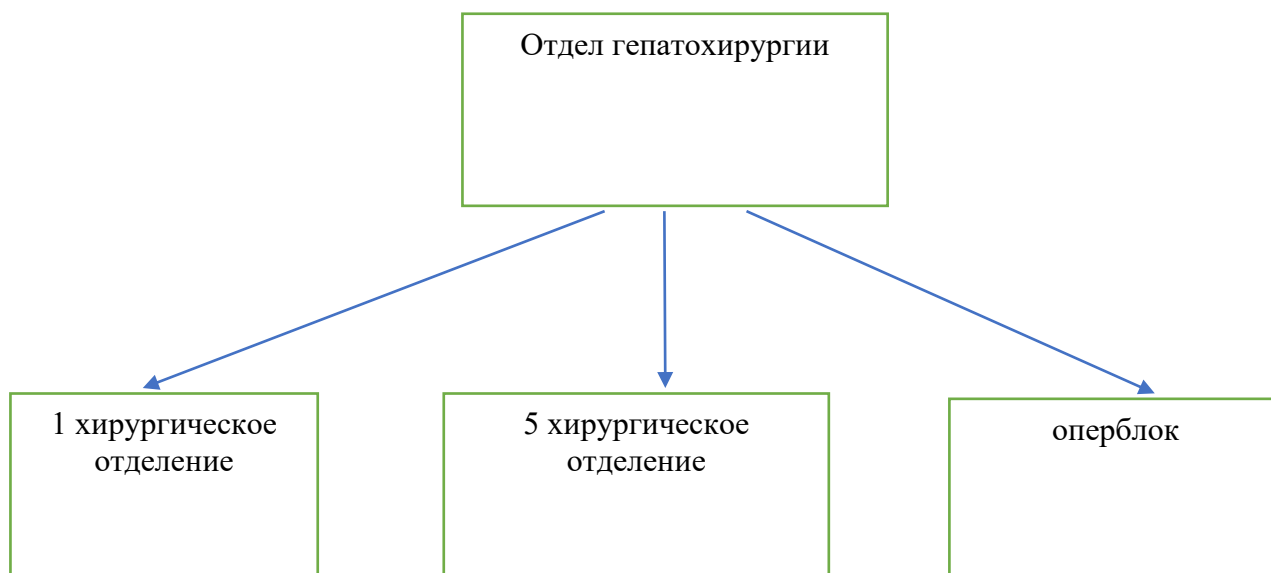 Отдел гепатохирургии
1 хирургическое
отделение
5 хирургическое
отделение
оперблок